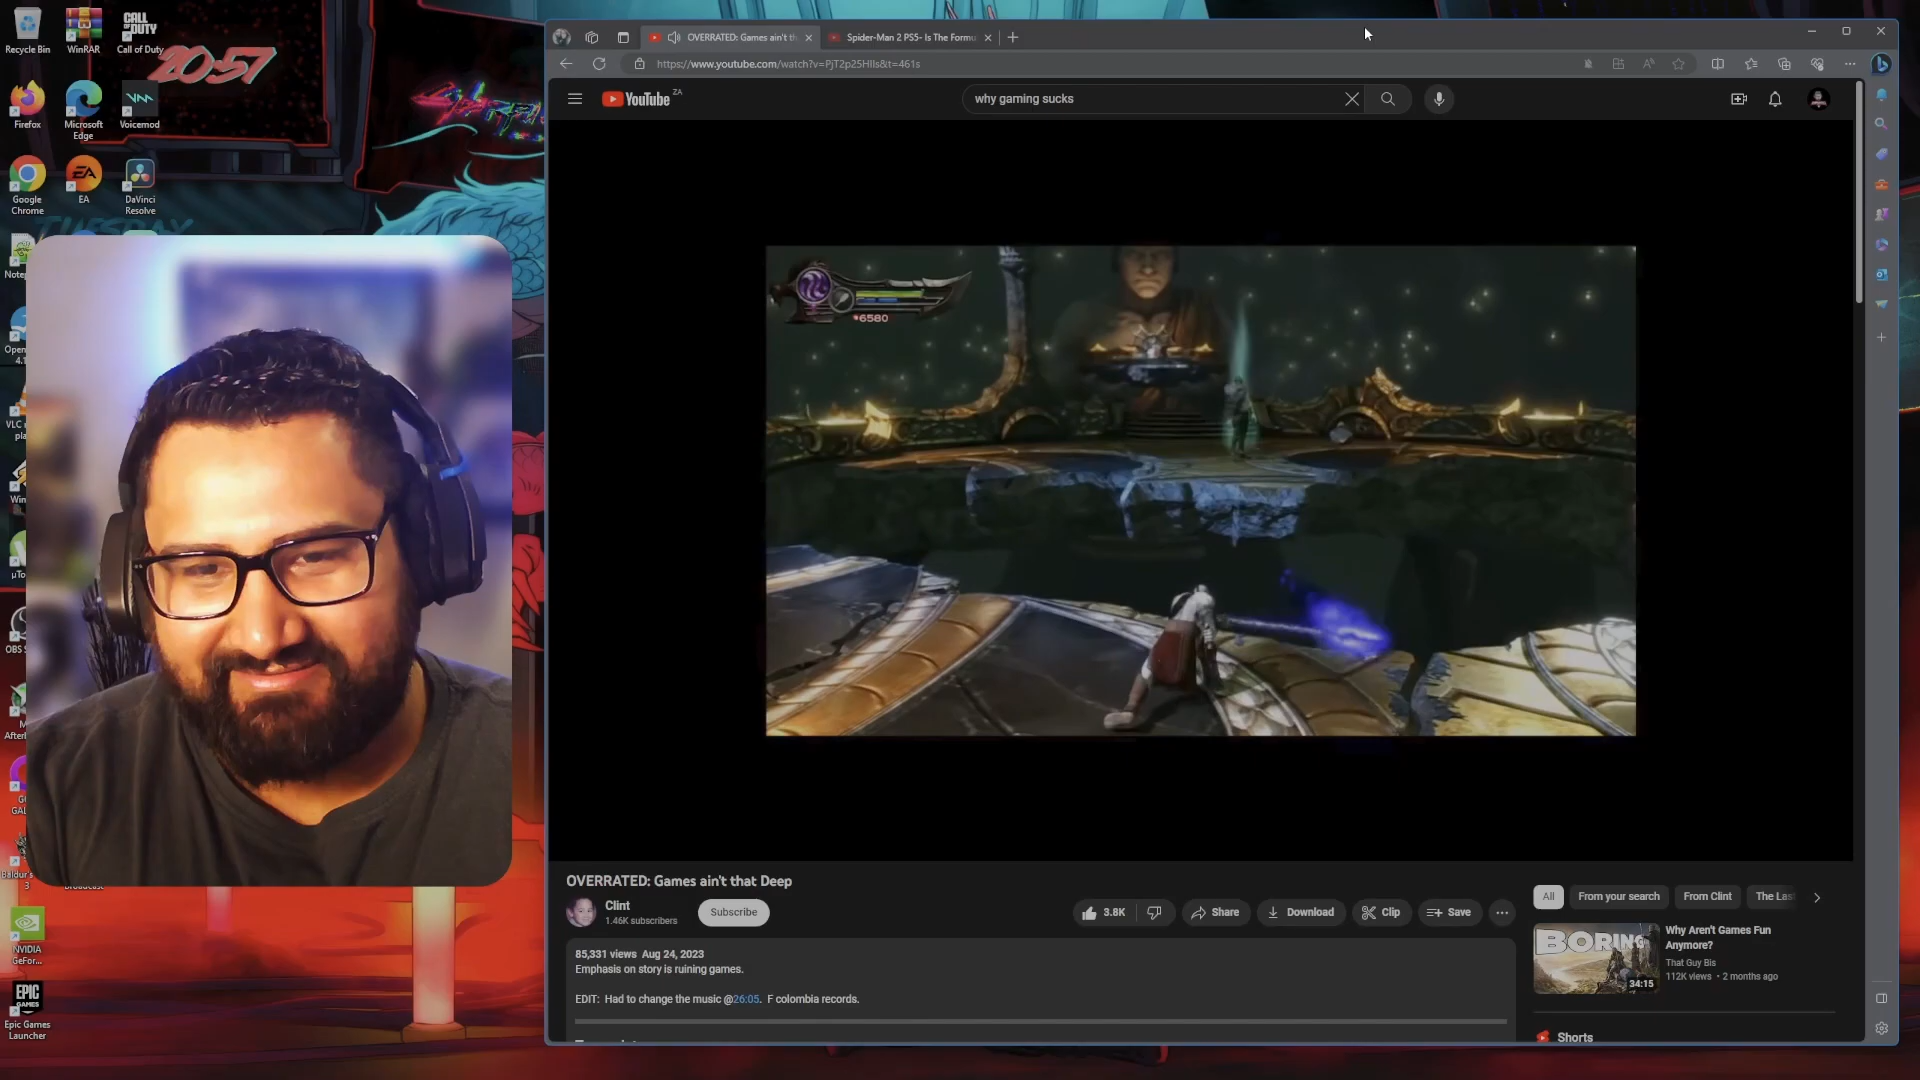 Recycle Bin
WinRAR
Call of Duty
CALL OF DUTY
20:57
Firefox
Microsoft Edge
Voicemod
Google Chrome
EA
DaVinci Resolve
TUESDAY
NVIDIA GeFor...
EPIC GAMES
Epic Games Launcher
OVERRATED: Games ain't th
Spider-Man 2 PS5- Is The Formu
https://www.youtube.com/watch?v=PjT2p25HIIs&t=461s
YouTube ZA
why gaming sucks
6580
OVERRATED: Games ain't that Deep
Clint
1.46K subscribers
Subscribe
3.8K
Share
Download
Clip
Save
All
From your search
From Clint
The Las
85,331 views Aug 24, 2023
Emphasis on story is ruining games.
EDIT: Had to change the music @26:05. F colombia records.
BORING
34:15
Why Aren't Games Fun
Anymore?
That Guy Bis
112K views • 2 months ago
Shorts